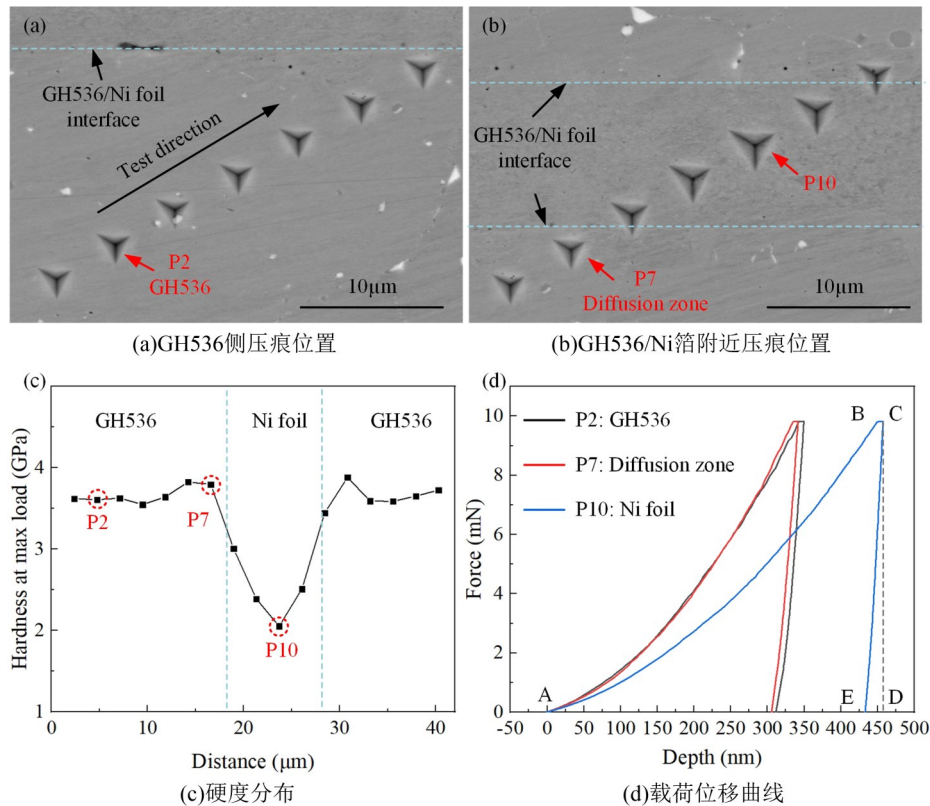 (a)
GH536/Ni foil
interface
Test direction
P2
GH536
10μm
(b)
GH536/Ni foil
interface
P10
P7
Diffusion zone
10μm
(a)GH536侧压痕位置
(b)GH536/Ni箔附近压痕位置
(c)
GH536
Ni foil
GH536
P2
P7
P10
Hardness at max load (GPa)
5
4
3
2
1
0
10
20
30
40
Distance (μm)
(c)硬度分布
(d)
P2: GH536
P7: Diffusion zone
P10: Ni foil
A
B
C
E
D
Force (mN)
10
8
6
4
2
0
-50
0
50
100
150
200
250
300
350
400
450
500
Depth (nm)
(d)载荷位移曲线